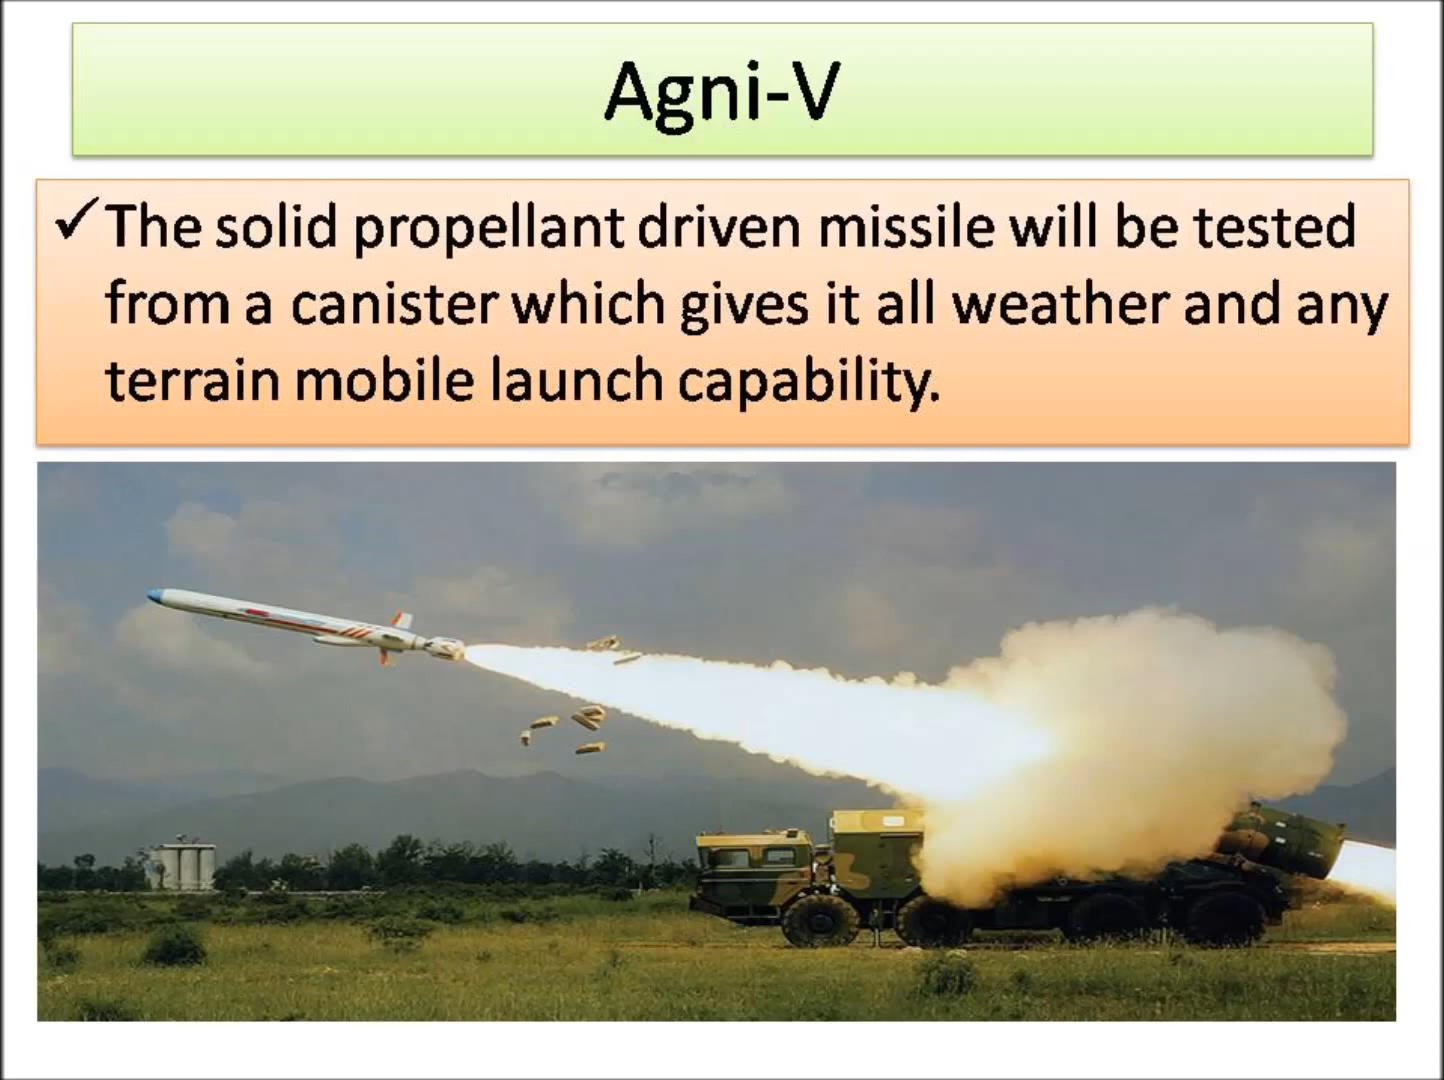 Agni-V
✓The solid propellant driven missile will be tested
from a canister which gives it all weather and any
terrain mobile launch capability.